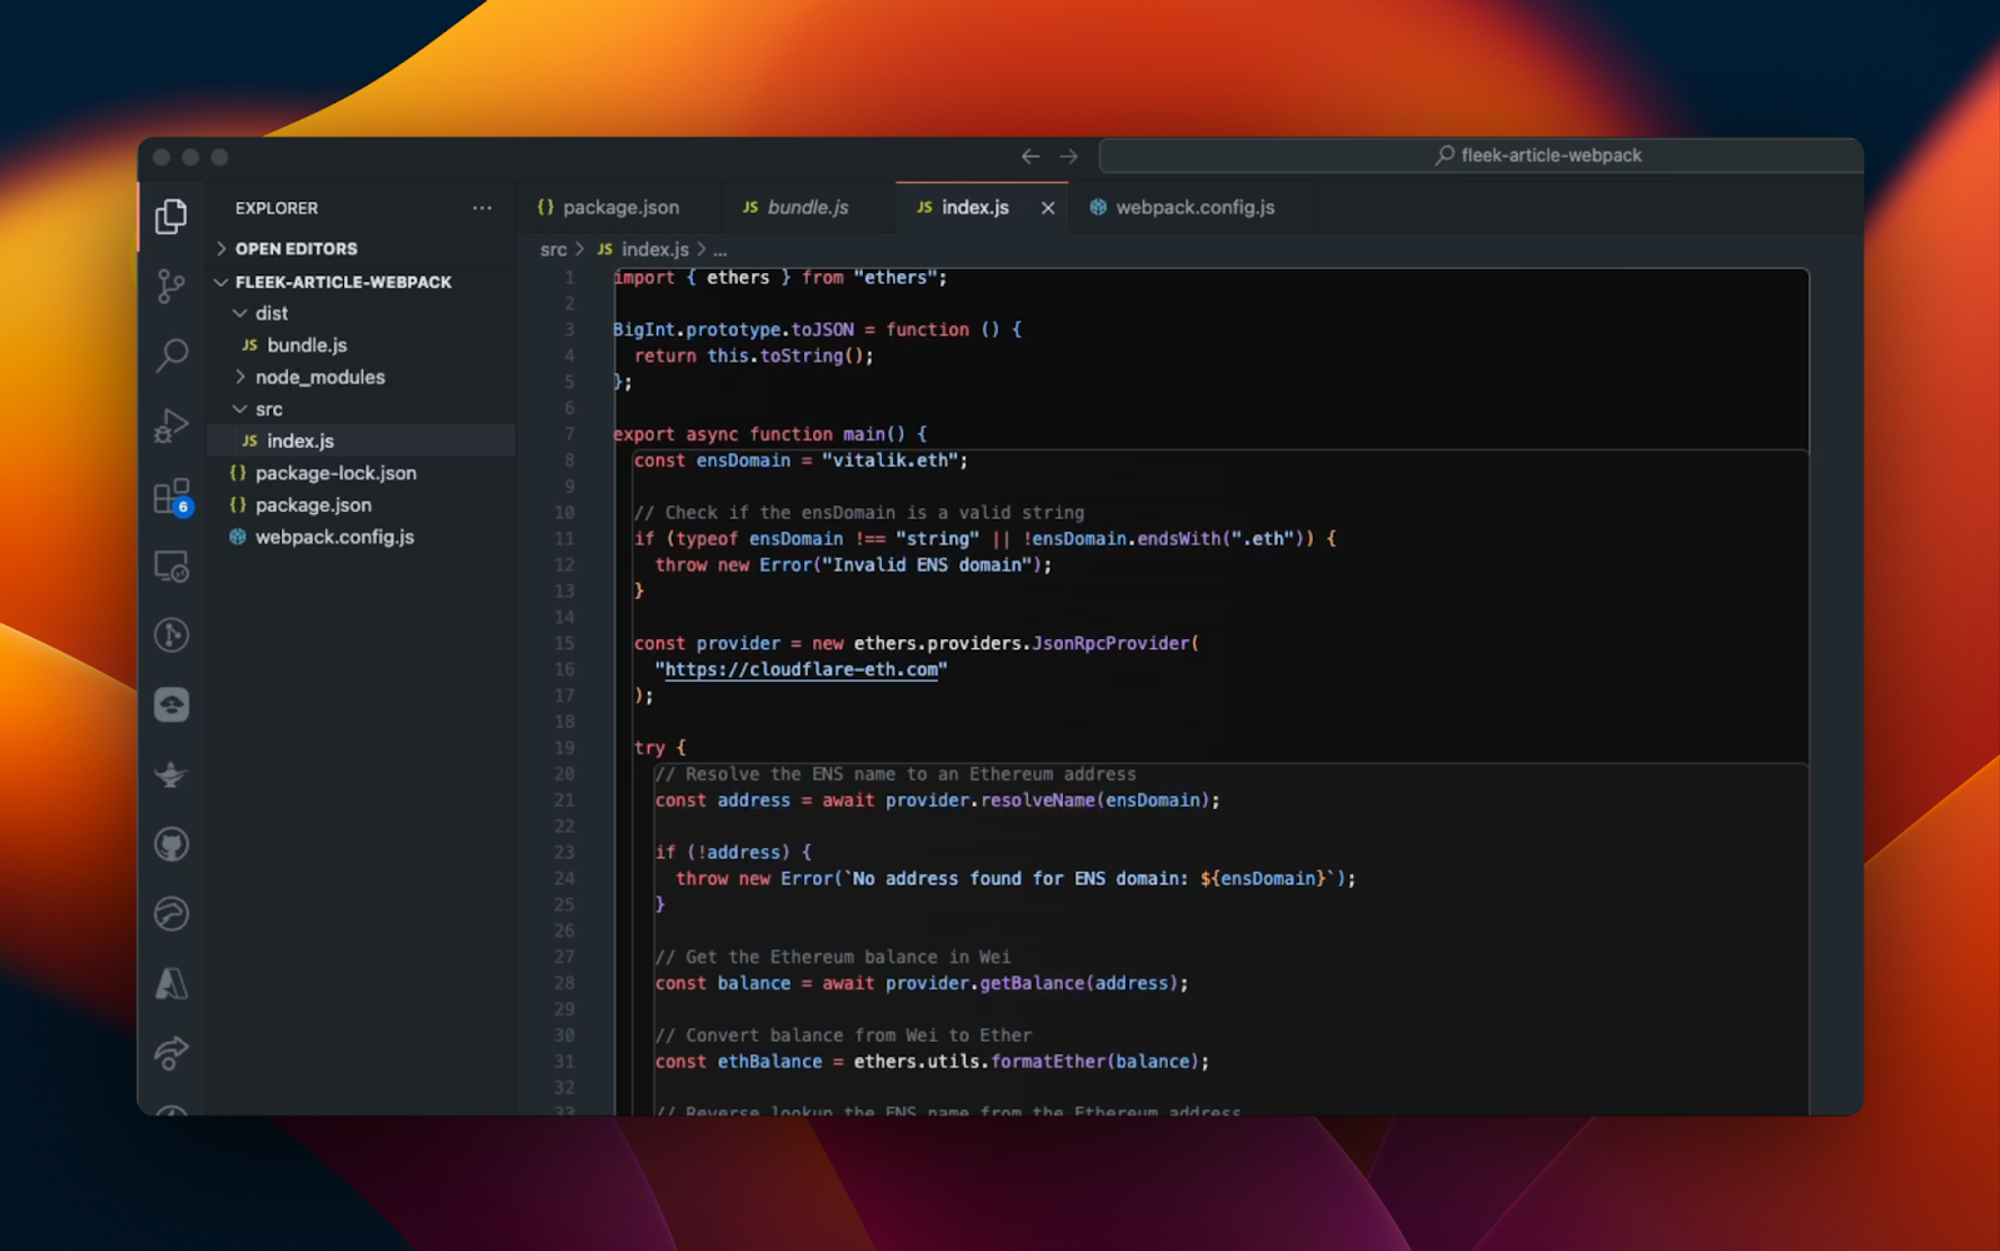 fleek-article-webpack
EXPLORER
OPEN EDITORS
FLEEK-ARTICLE-WEBPACK
dist
JS bundle.js
node_modules
src
JS index.js
{} package-lock.json
{} package.json
webpack.config.js
6
{} package.json
JS bundle.js
JS index.js
webpack.config.js
src > JS index.js > ...
1 import { ethers } from "ethers";
2
3 BigInt.prototype.toJSON = function () {
4 return this.toString();
5 };
6
7 export async function main() {
8 const ensDomain = "vitalik.eth";
9
10 // Check if the ensDomain is a valid string
11 if (typeof ensDomain !== "string" || !ensDomain.endsWith(".eth")) {
12 throw new Error("Invalid ENS domain");
13 }
14
15 const provider = new ethers.providers.JsonRpcProvider(
16 "https://cloudflare-eth.com"
17 );
18
19 try {
20 // Resolve the ENS name to an Ethereum address
21 const address = await provider.resolveName(ensDomain);
22
23 if (!address) {
24 throw new Error(`No address found for ENS domain: ${ensDomain}`);
25 }
26
27 // Get the Ethereum balance in Wei
28 const balance = await provider.getBalance(address);
29
30 // Convert balance from Wei to Ether
31 const ethBalance = ethers.utils.formatEther(balance);
32
33 // Reverse lookup the ENS name from the Ethereum address